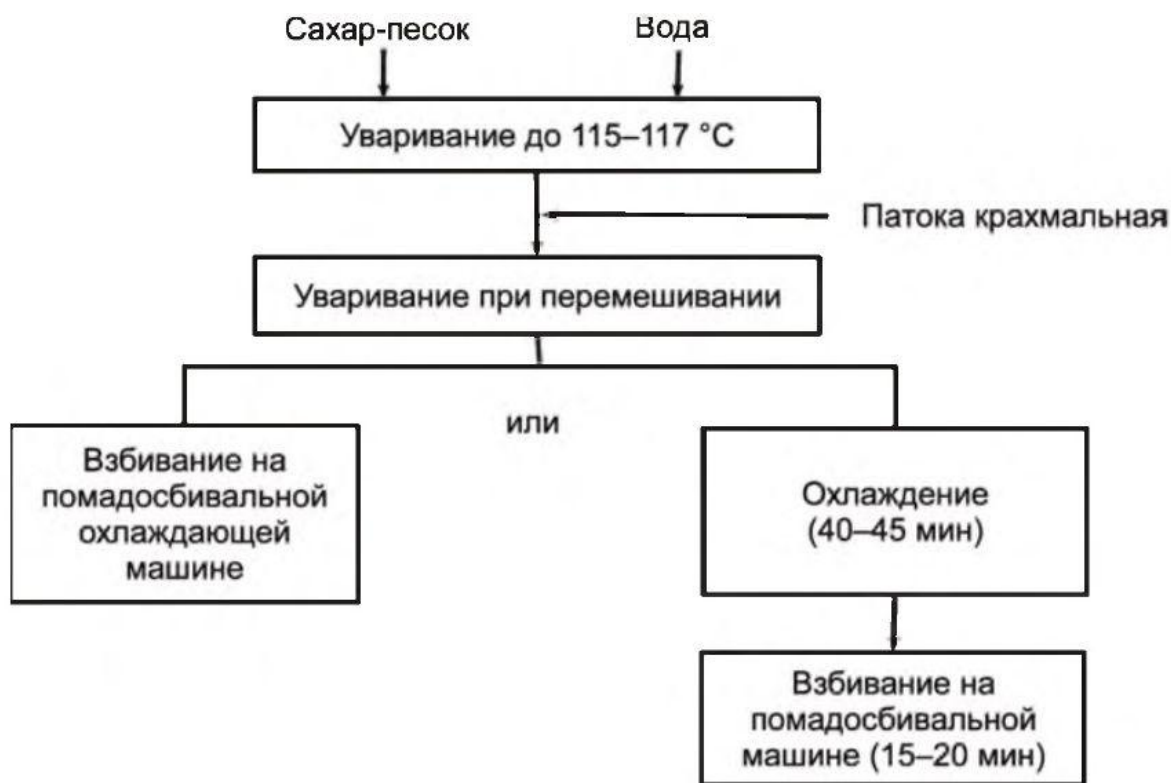 Сахар-песок
Вода
Уваривание до 115–117 °C
Патока крахмальная
Уваривание при перемешивании
или
Взбивание на
помадосбивальной
охлаждающей
машине
Охлаждение
(40–45 мин)
Взбивание на
помадосбивальной
машине (15–20 мин)